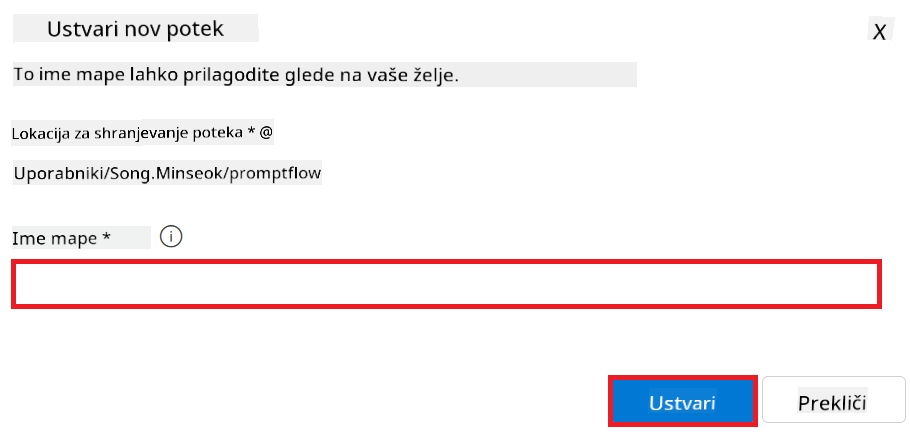 Ustvari nov potek
X
To ime mape lahko prilagodite glede na vaše želje.
Lokacija za shranjevanje poteka * @
Uporabniki/Song.Minseok/promptflow
Ime mape * i
Ustvari
Prekliči